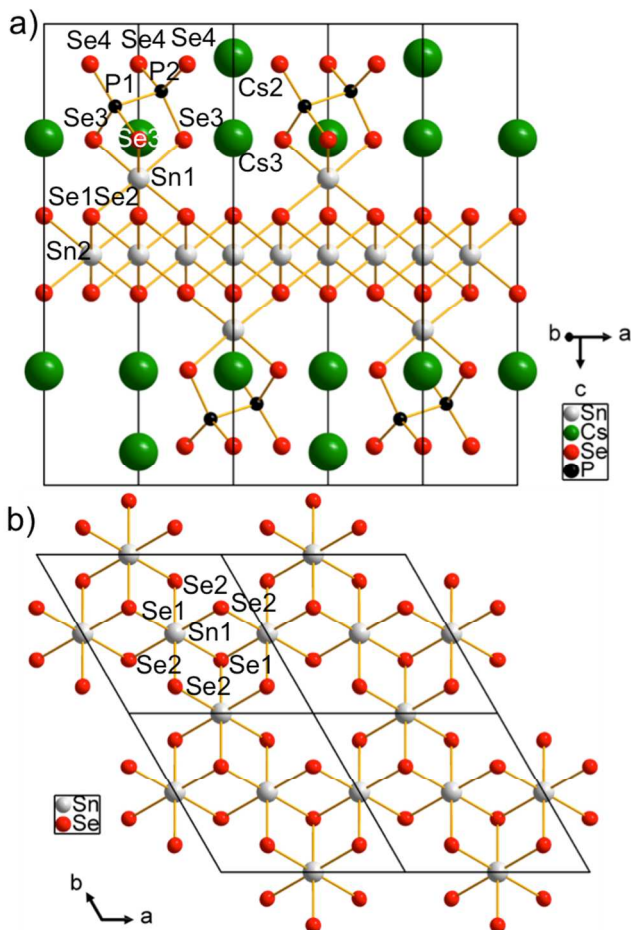 a)
Se4 Se4 Se4
P1 P2
Cs2
Se3 Se3 Se3
Cs3
Sn1
Se1Se2
Sn2
b a
c
Sn
Cs
Se
P
b)
Se2
Se1 Se2
Sn1
Se2 Se1
Se2
Sn
Se
b
a